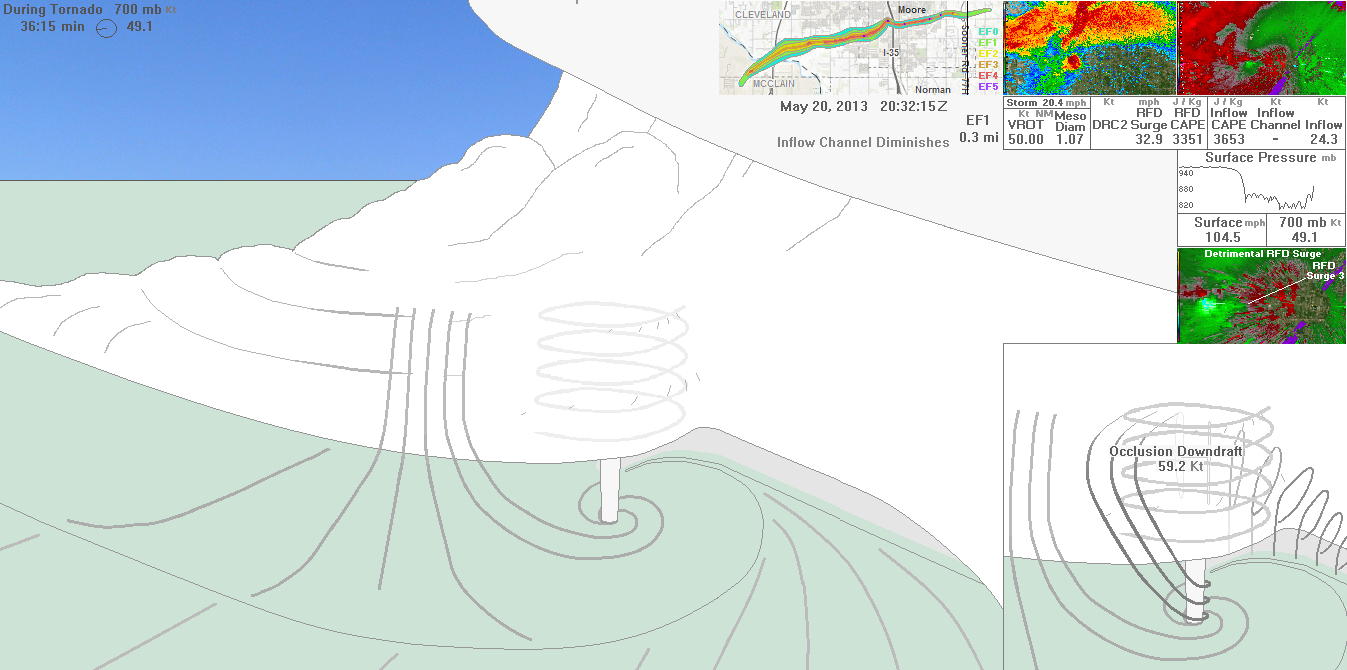 During Tornado 700 mb Kt
36:15 min 49.1
CLEVELAND
Moore
I-35
MCCLAIN
Norman
Sooner Rd
EF0
EF1
EF2
EF3
EF4
EF5
May 20, 2013 20:32:15Z
EF1
0.3 mi
Inflow Channel Diminishes
Storm 20.4 mph
Kt NM
VROT Meso Diam
50.00 1.07
Kt mph J / Kg
DRC2 RFD Surge RFD CAPE
32.9 3351
J / Kg Kt Kt
Inflow CAPE Inflow Channel Inflow
3653 - 24.3
Surface Pressure mb
940
880
820
Surface mph 700 mb Kt
104.5 49.1
Detrimental RFD Surge
RFD
Surge 3
Occlusion Downdraft
59.2 Kt